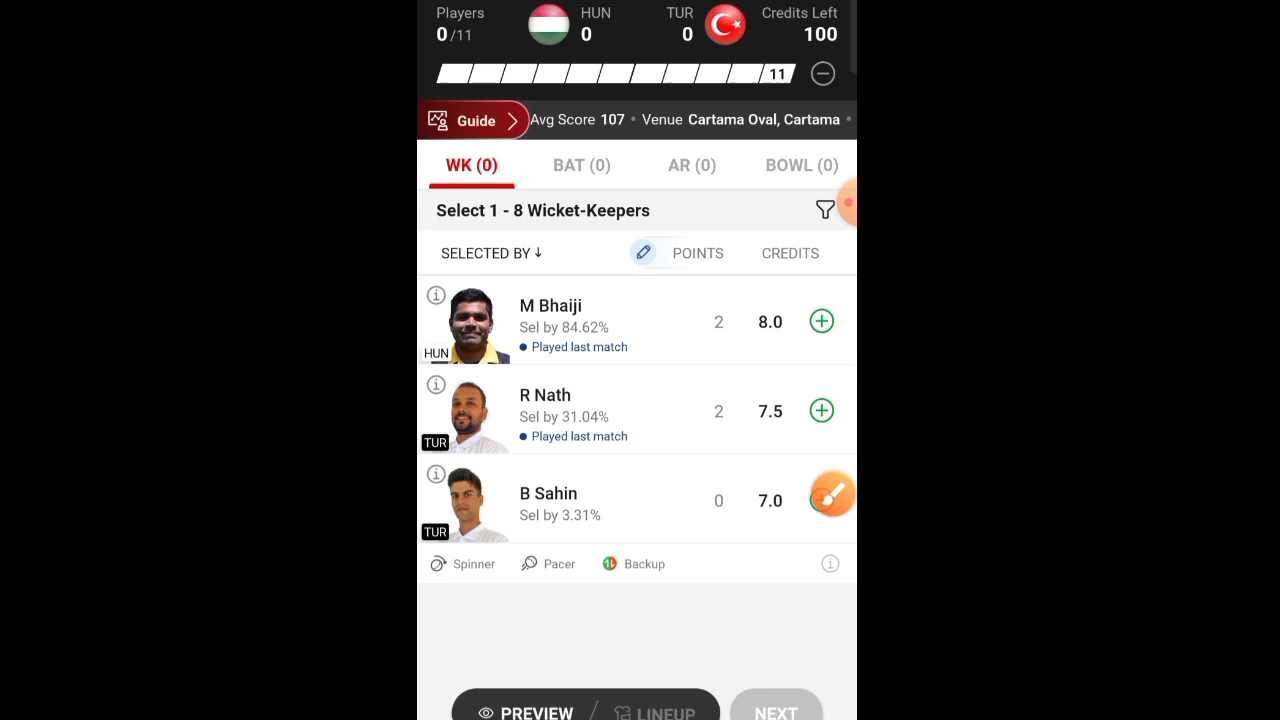 Players HUN TUR Credits Left
0 /11 0 0 100
11
Guide Avg Score 107 • Venue Cartama Oval, Cartama •
WK (0) BAT (0) AR (0) BOWL (0)
Select 1 - 8 Wicket-Keepers
SELECTED BY ↓ POINTS CREDITS
M Bhaiji
Sel by 84.62% 2 8.0
HUN • Played last match
R Nath
Sel by 31.04% 2 7.5
TUR • Played last match
B Sahin 0 7.0
Sel by 3.31%
TUR
Spinner Pacer Backup
PREVIEW / LINEUP NEXT